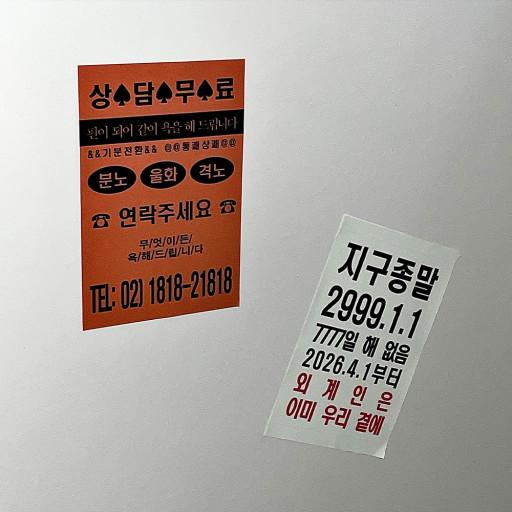 상♠담♠무♠료
편이 되어 같이 욕을 해 드립니다
&&기분전환&& @@통쾌상쾌@@
분노 울화 격노
☎ 연락주세요 ☎
무/엇/이/든/
욕/해/드/립/니/다
TEL: 02) 1818-21818
지구종말
2999.1.1
7777일 해 없음
2026.4.1부터
외 계 인 은
이미 우리 곁에